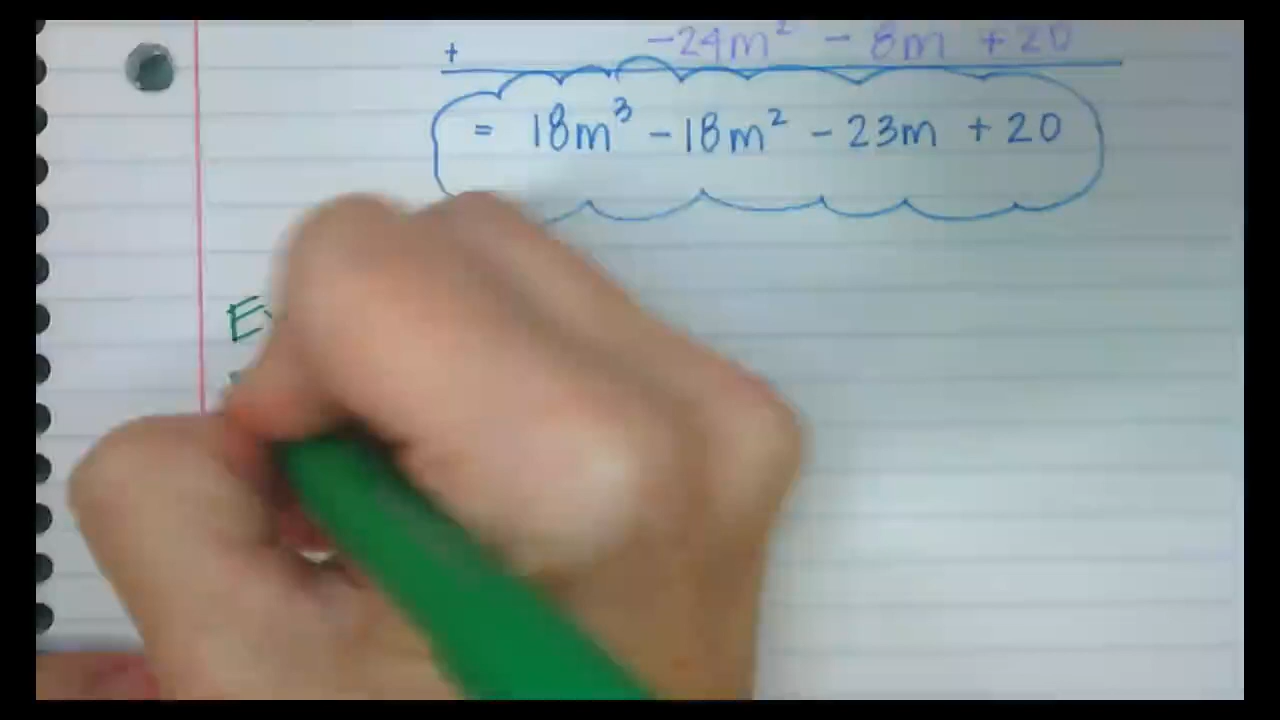 + -24m² - 8m + 20
= 18m³ - 18m² - 23m + 20